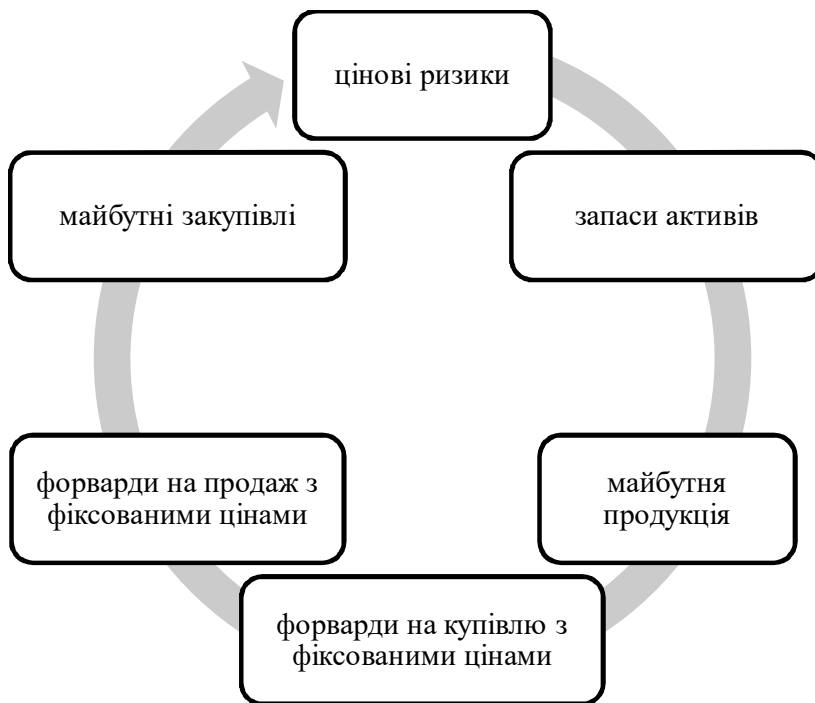 цінові ризики
запаси активів
майбутня
продукція
форварди на купівлю з
фіксованими цінами
форварди на продаж з
фіксованими цінами
майбутні закупівлі